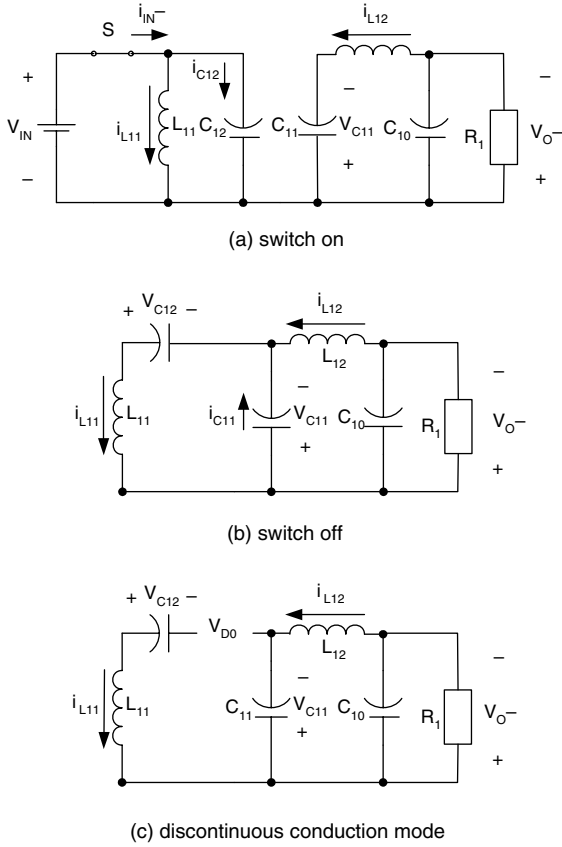 i_IN–
S
i_L12
+
i_C12
–
–
V_IN
i_L11
L_11
C_12
C_11
V_C11
C_10
R_1
V_O–
–
+
+
(a) switch on
+ V_C12 –
i_L12
L_12
i_L11
L_11
i_C11
–
V_C11
+
C_10
R_1
–
V_O–
+
(b) switch off
+ V_C12 –
V_D0
i_L12
L_12
i_L11
L_11
C_11
–
V_C11
+
C_10
R_1
–
V_O–
+
(c) discontinuous conduction mode